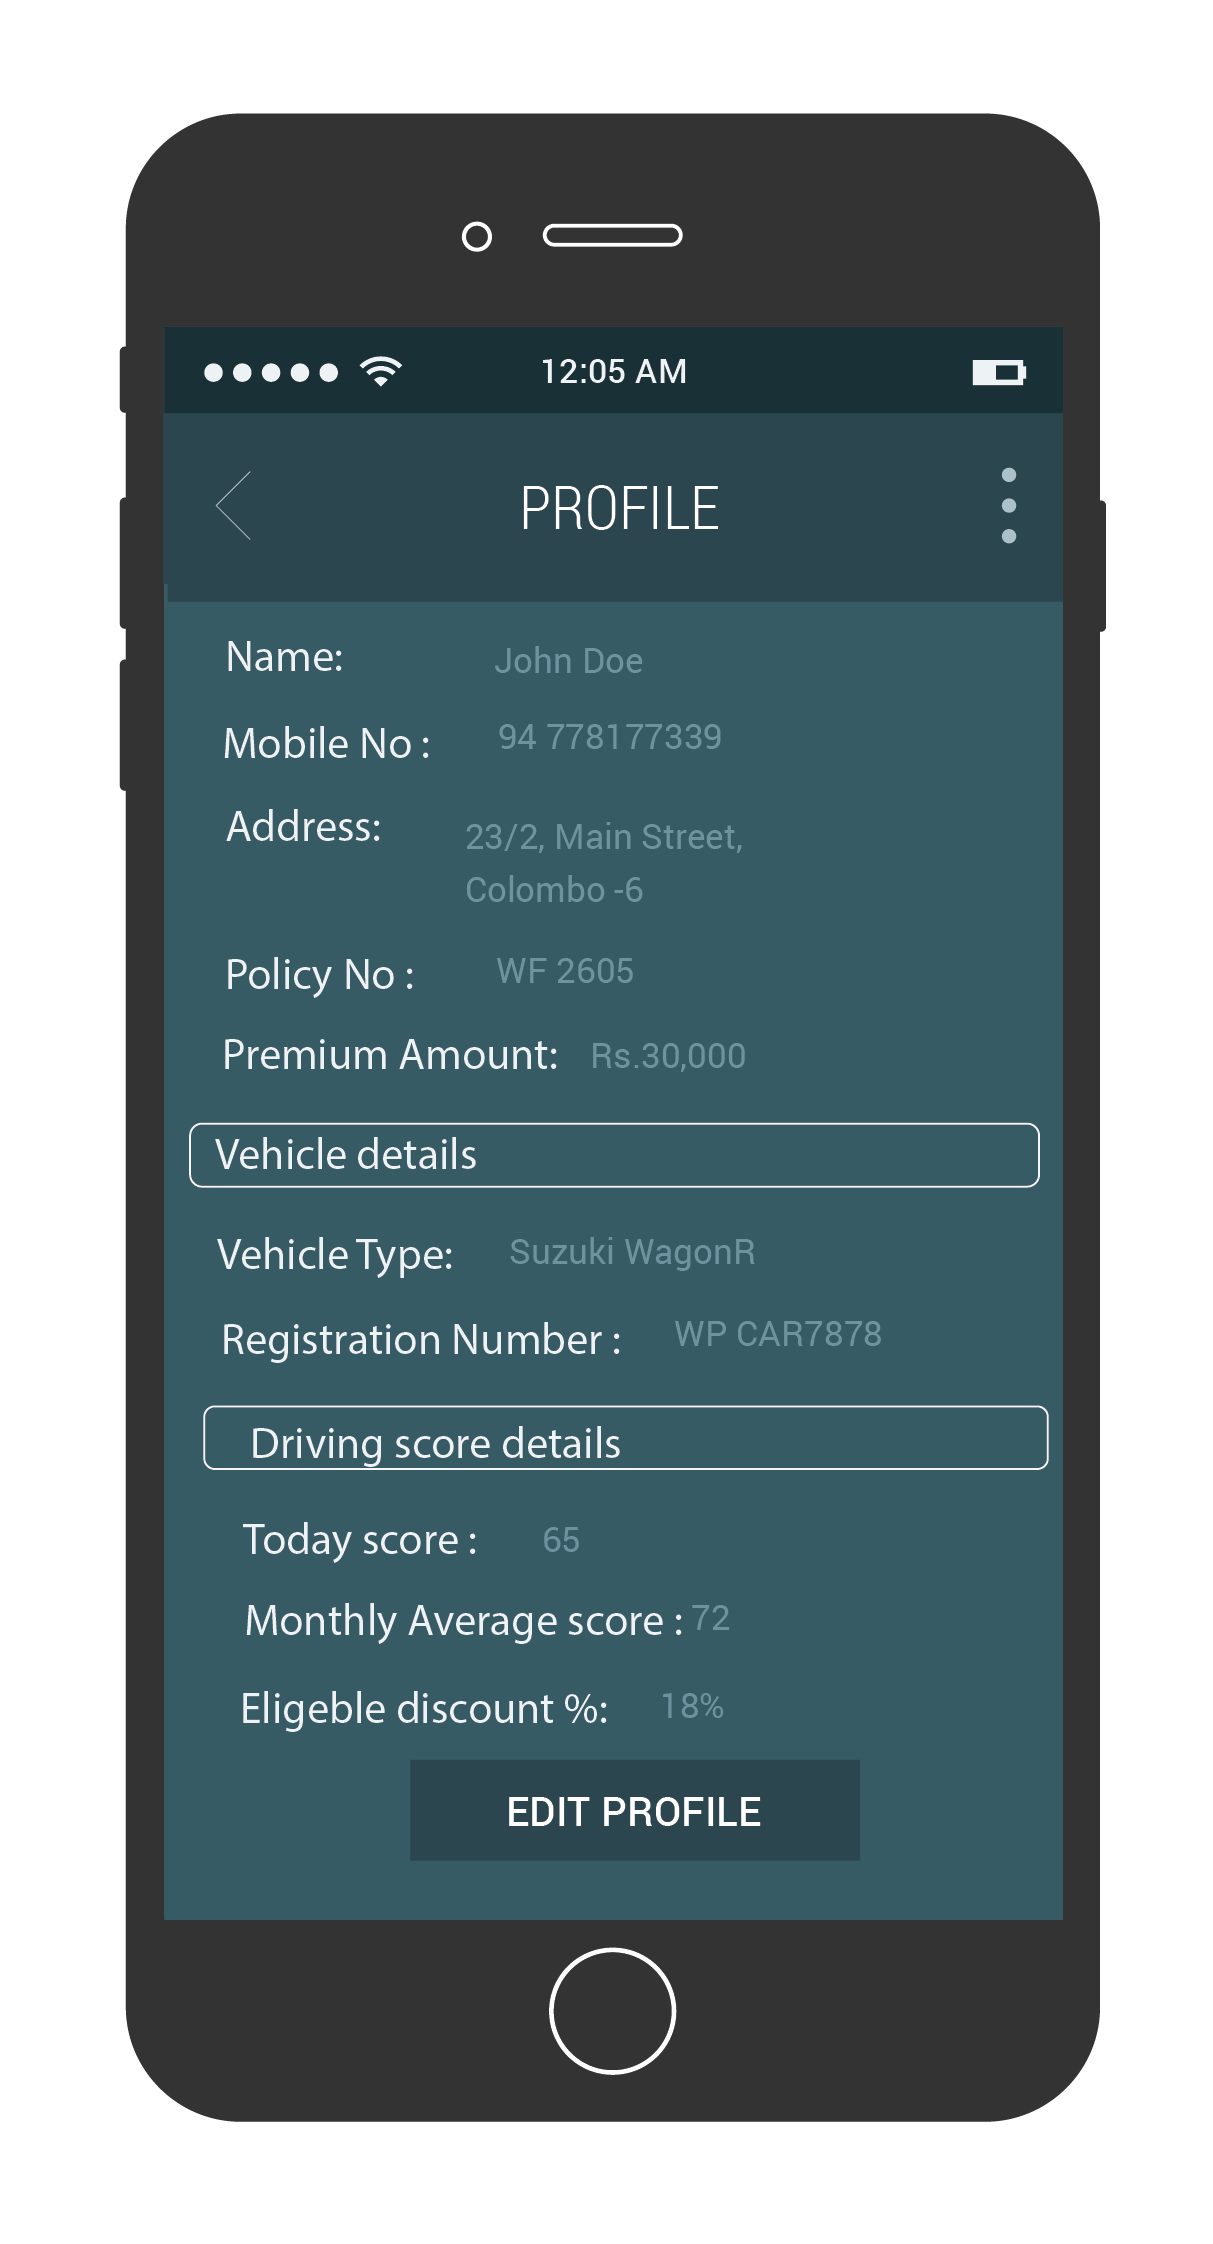 12:05 AM
PROFILE
Name: John Doe
Mobile No : 94 778177339
Address: 23/2, Main Street,
Colombo -6
Policy No : WF 2605
Premium Amount: Rs.30,000
Vehicle details
Vehicle Type: Suzuki WagonR
Registration Number : WP CAR7878
Driving score details
Today score : 65
Monthly Average score : 72
Eligeble discount %: 18%
EDIT PROFILE